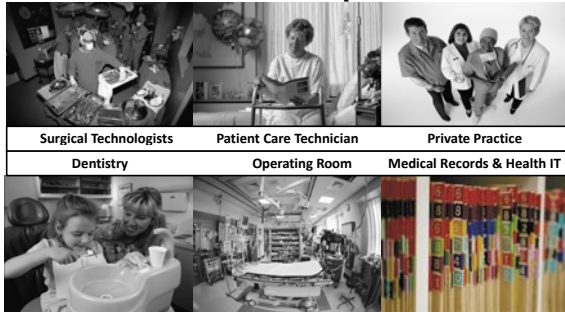 Surgical Technologists Patient Care Technician Private Practice
Dentistry Operating Room Medical Records & Health IT